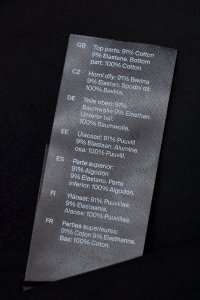 GB
Top parts: 91% Cotton
9% Elastane. Bottom
part: 100% Cotton.
CZ
Horní díly: 91% Bavlna
9% Elastan. Spodní díl:
100% Bavlna.
DE
Teile oben: 91%
Baumwolle 9% Elasthan.
Unterer Teil:
100% Baumwolle.
EE
Ülaosad: 91% Puuvill
9% Elastaan. Alumine
osa: 100% Puuvill.
ES
Parte superior:
91% Algodón
9% Elastano. Parte
inferior: 100% Algodón.
FI
Yläosat: 91% Puuvillaa
9% Elastaania.
Alaosa: 100% Puuvillaa.
FR
Parties supérieures:
91% Coton 9% Élasthanne.
Bas: 100% Coton.